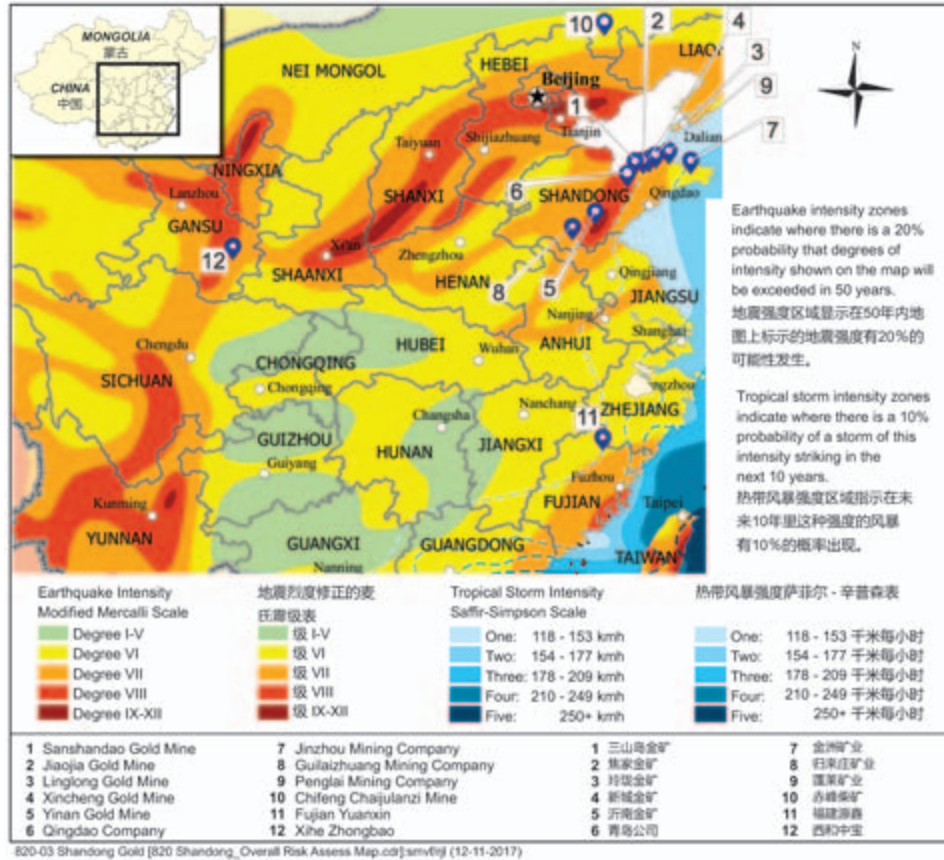 MONGOLIA
蒙古
CHINA
中国
10
2
4
3
9
7
1
6
12
8
5
11
N
NEI MONGOL
HEBEI
Beijing
Tianjin
Dalian
NINGXIA
Taiyuan
Shijiazhuang
Lanzhou
SHANXI
SHANDONG
Qingdao
GANSU
Xi'an
Zhengzhou
SHAANXI
HENAN
Qingjiang
JIANGSU
Nanjing
Shanghai
Chengdu
CHONGQING
HUBEI
Wuhan
ANHUI
SICHUAN
Chongqing
Nanchang
ZHEJIANG
Changsha
GUIZHOU
HUNAN
JIANGXI
Guiyang
Fuzhou
Kunming
FUJIAN
Taipei
YUNNAN
GUANGXI
GUANGDONG
TAIWAN
Nanning
Earthquake intensity zones
indicate where there is a 20%
probability that degrees of
intensity shown on the map will
be exceeded in 50 years.
地震强度区域显示在50年内地
图上标示的地震强度有20%的
可能性发生。
Tropical storm intensity zones
indicate where there is a 10%
probability of a storm of this
intensity striking in the
next 10 years.
热带风暴强度区域指示在未
来10年里这种强度的风暴
有10%的概率出现。
Earthquake Intensity
Modified Mercalli Scale
Degree I-V
Degree VI
Degree VII
Degree VIII
Degree IX-XII
地震烈度修正的麦
氏震级表
级 I-V
级 VI
级 VII
级 VIII
级 IX-XII
Tropical Storm Intensity
Saffir-Simpson Scale
One: 118 - 153 kmh
Two: 154 - 177 kmh
Three: 178 - 209 kmh
Four: 210 - 249 kmh
Five: 250+ kmh
热带风暴强度萨菲尔 - 辛普森表
One: 118 - 153 千米每小时
Two: 154 - 177 千米每小时
Three: 178 - 209 千米每小时
Four: 210 - 249 千米每小时
Five: 250+ 千米每小时
1 Sanshandao Gold Mine
2 Jiaojia Gold Mine
3 Linglong Gold Mine
4 Xincheng Gold Mine
5 Yinan Gold Mine
6 Qingdao Company
7 Jinzhou Mining Company
8 Guilaizhuang Mining Company
9 Penglai Mining Company
10 Chifeng Chaijulanzi Mine
11 Fujian Yuanxin
12 Xihe Zhongbao
1 三山岛金矿
2 焦家金矿
3 玲珑金矿
4 新城金矿
5 沂南金矿
6 青岛公司
7 金洲矿业
8 归来庄矿业
9 蓬莱矿业
10 赤峰柴矿
11 福建源鑫
12 西和中宝